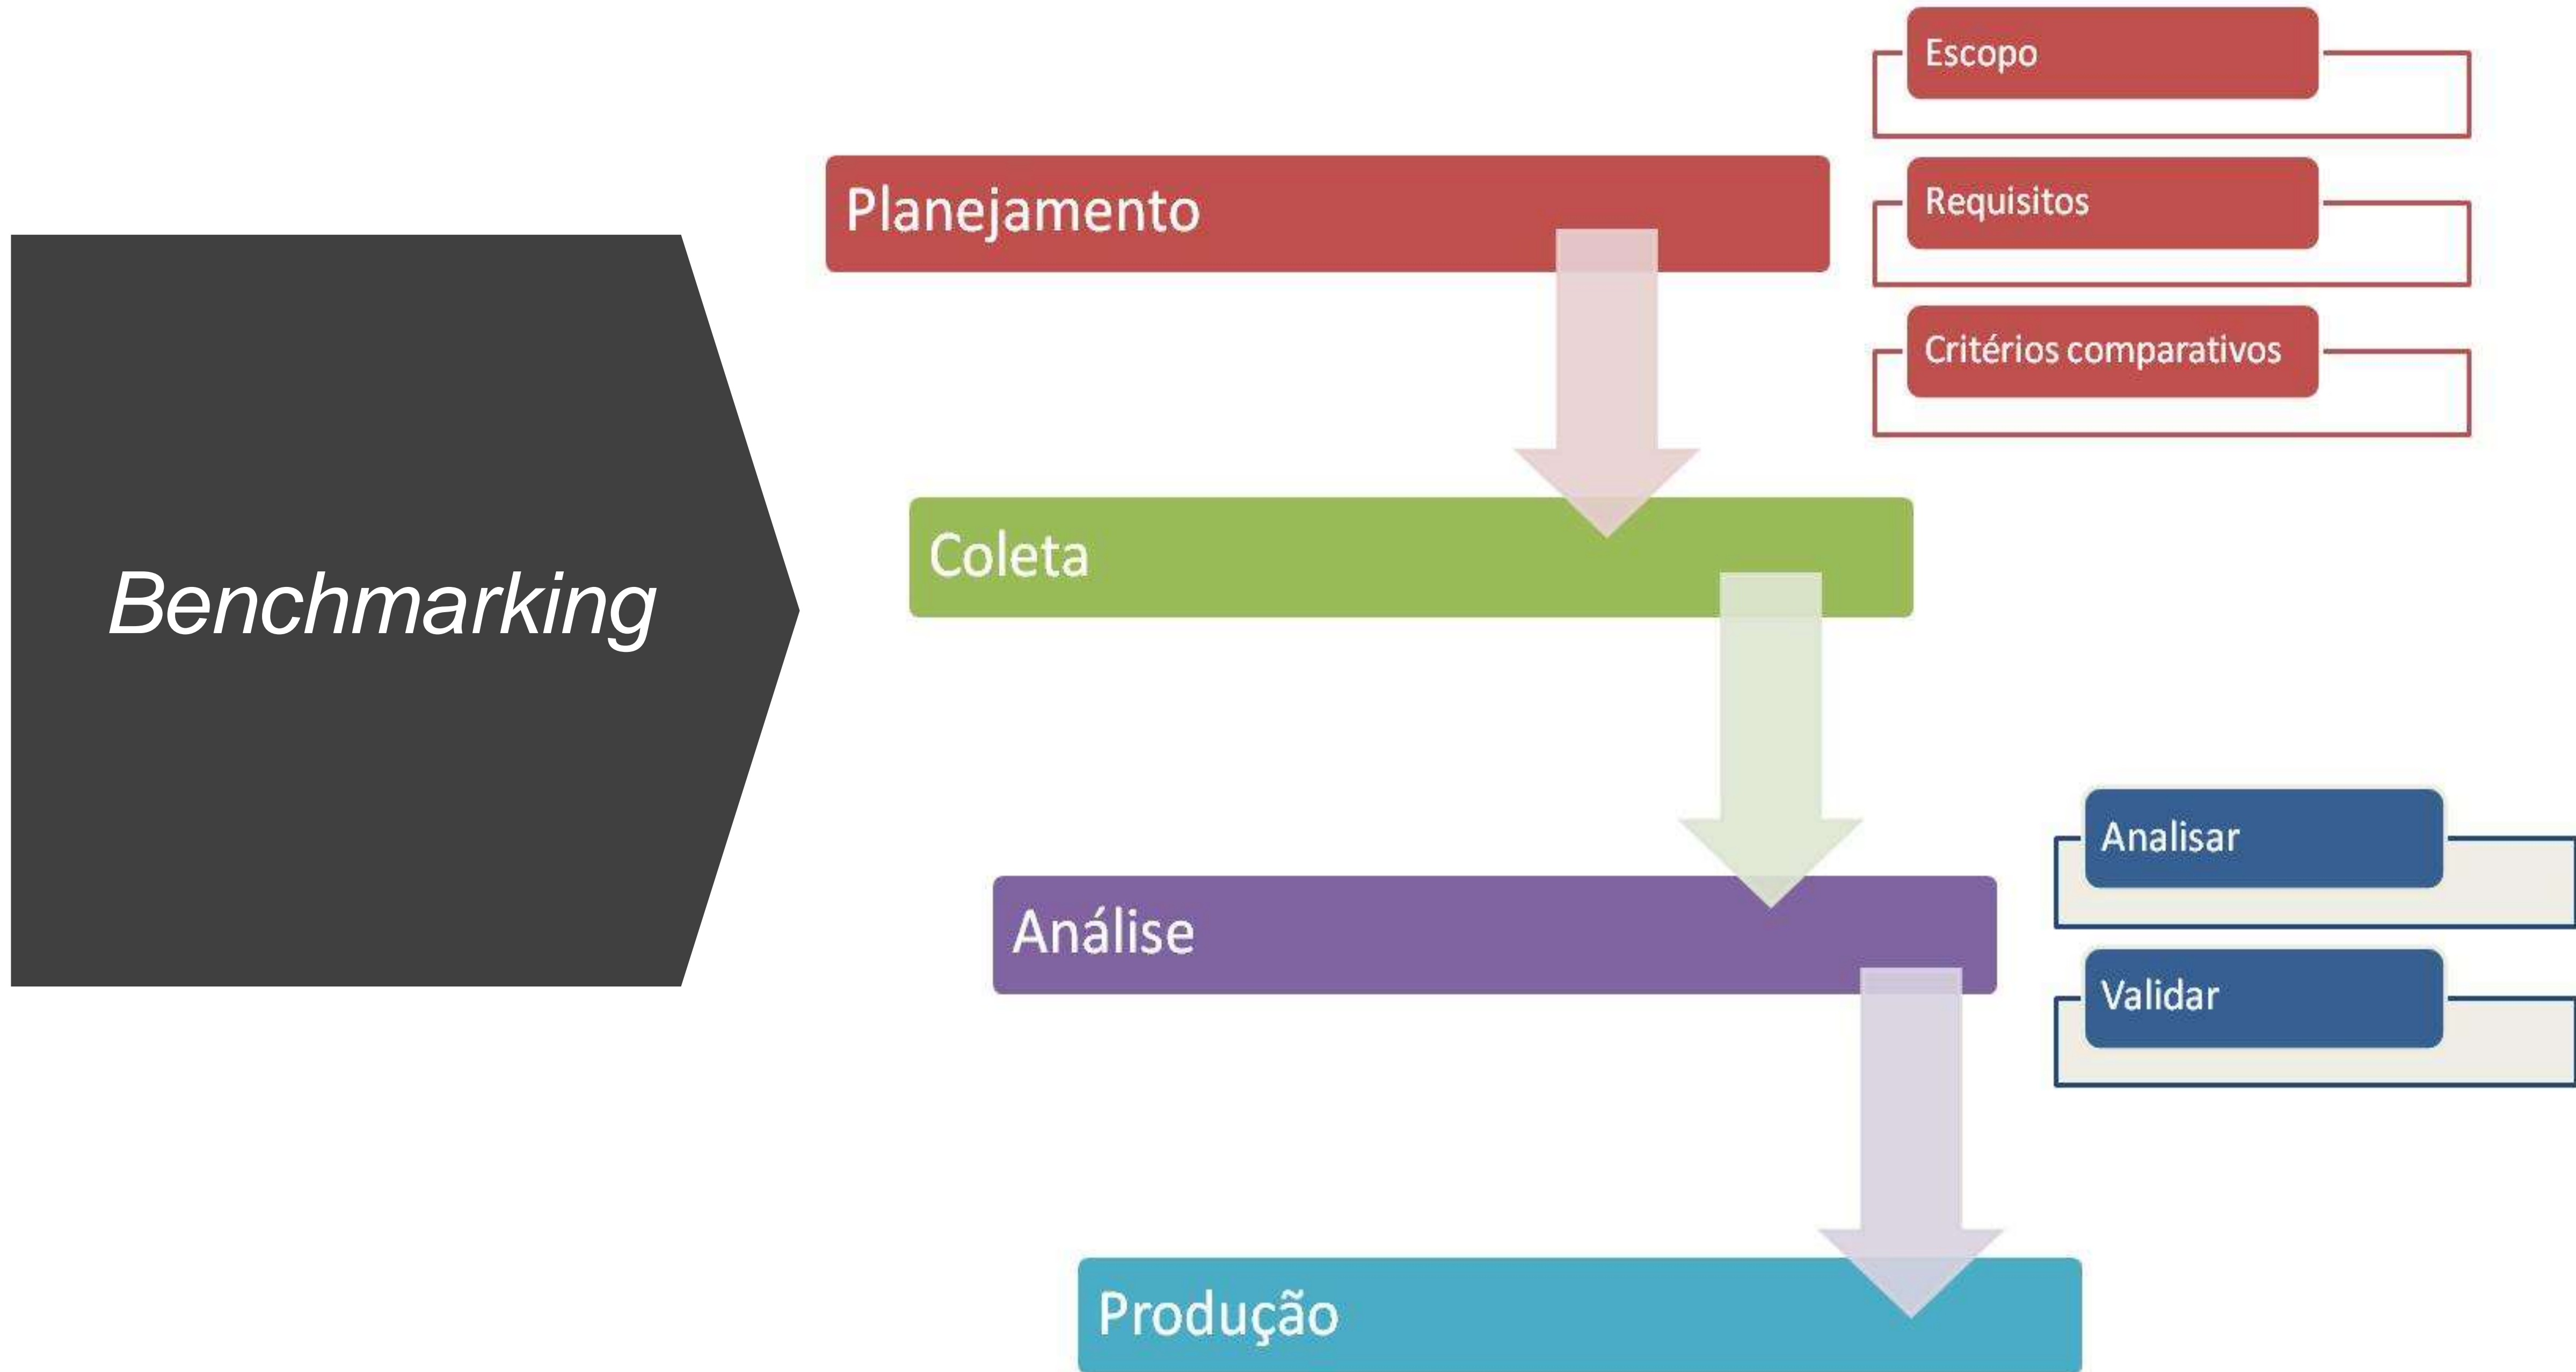 Benchmarking
Planejamento
Escopo
Requisitos
Critérios comparativos
Coleta
Análise
Analisar
Validar
Produção